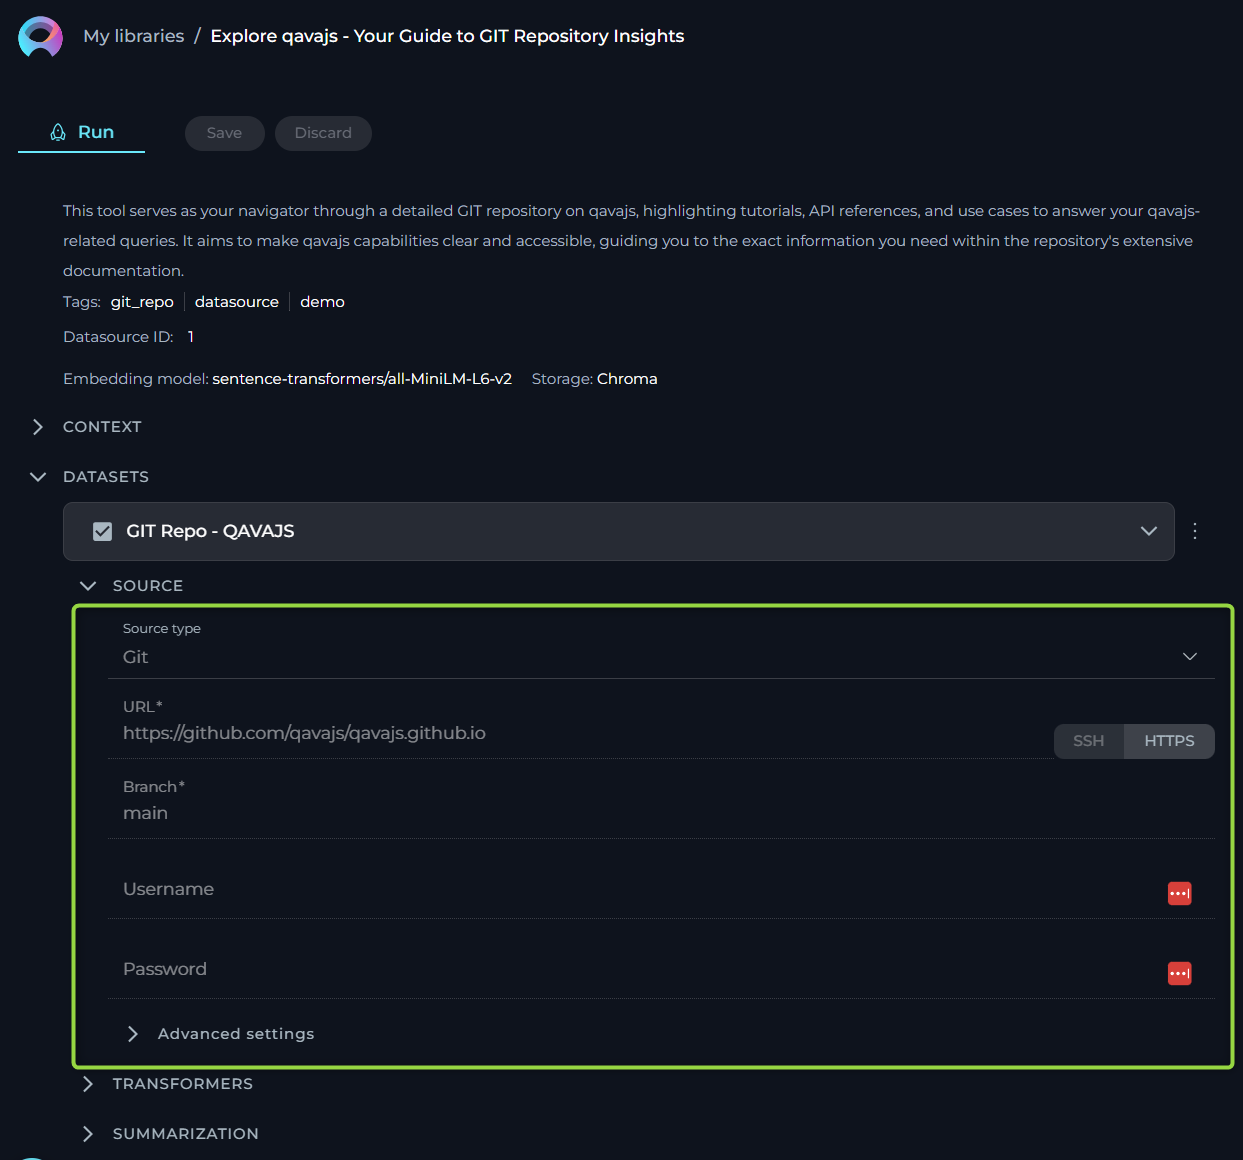 My libraries / Explore qavajs - Your Guide to GIT Repository Insights
Run Save Discard
This tool serves as your navigator through a detailed GIT repository on qavajs, highlighting tutorials, API references, and use cases to answer your qavajs-
related queries. It aims to make qavajs capabilities clear and accessible, guiding you to the exact information you need within the repository's extensive
documentation.
Tags: git_repo datasource demo
Datasource ID: 1
Embedding model: sentence-transformers/all-MiniLM-L6-v2 Storage: Chroma
CONTEXT
DATASETS
GIT Repo - QAVAJS
SOURCE
Source type
Git
URL*
https://github.com/qavajs/qavajs.github.io
SSH HTTPS
Branch*
main
Username
Password
Advanced settings
TRANSFORMERS
SUMMARIZATION